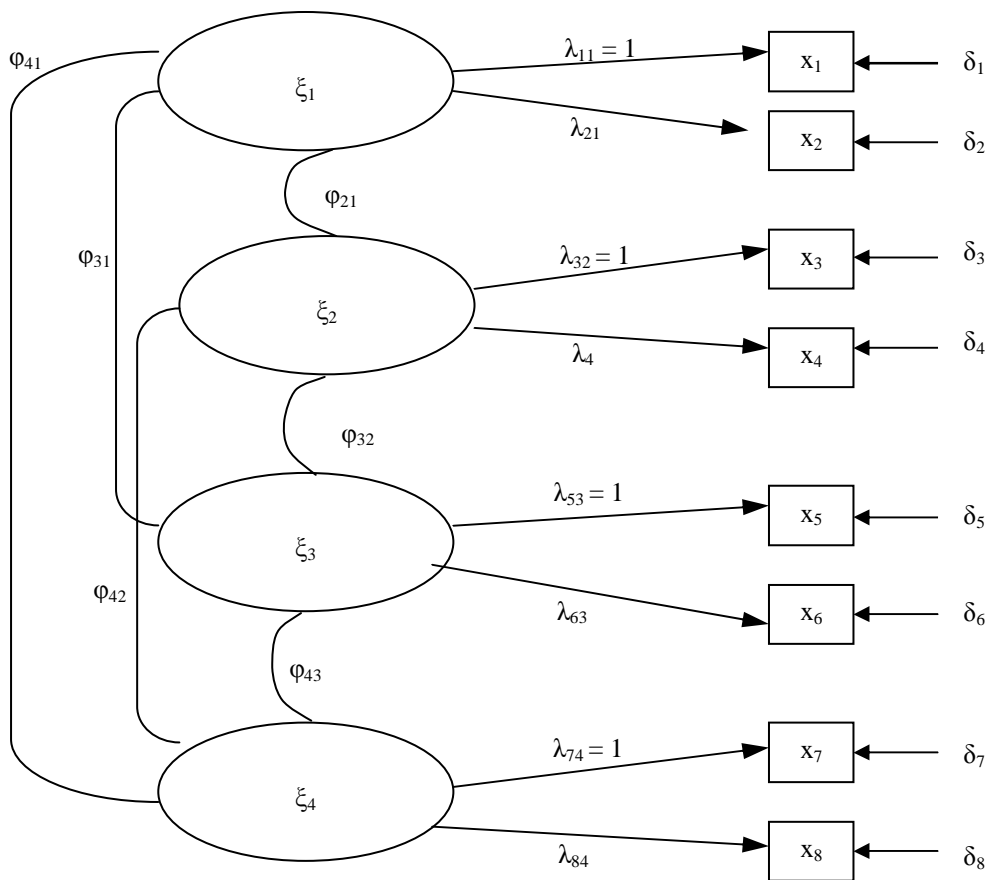 φ41
λ11 = 1
x1
δ1
ξ1
λ21
x2
δ2
φ21
φ31
λ32 = 1
x3
δ3
ξ2
λ4
x4
δ4
φ32
λ53 = 1
x5
δ5
ξ3
φ42
λ63
x6
δ6
φ43
λ74 = 1
x7
δ7
ξ4
λ84
x8
δ8